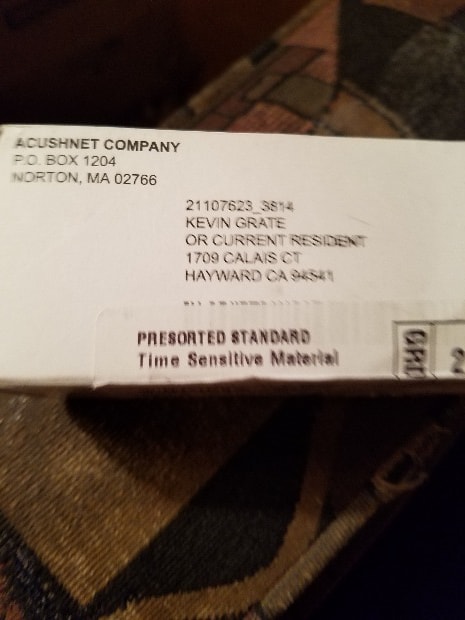 ACUSHNET COMPANY
P.O. BOX 1204
NORTON, MA 02766
21107623_3814
KEVIN GRATE
OR CURRENT RESIDENT
1709 CALAIS CT
HAYWARD CA 94541
PRESORTED STANDARD
Time Sensitive Material
GRD